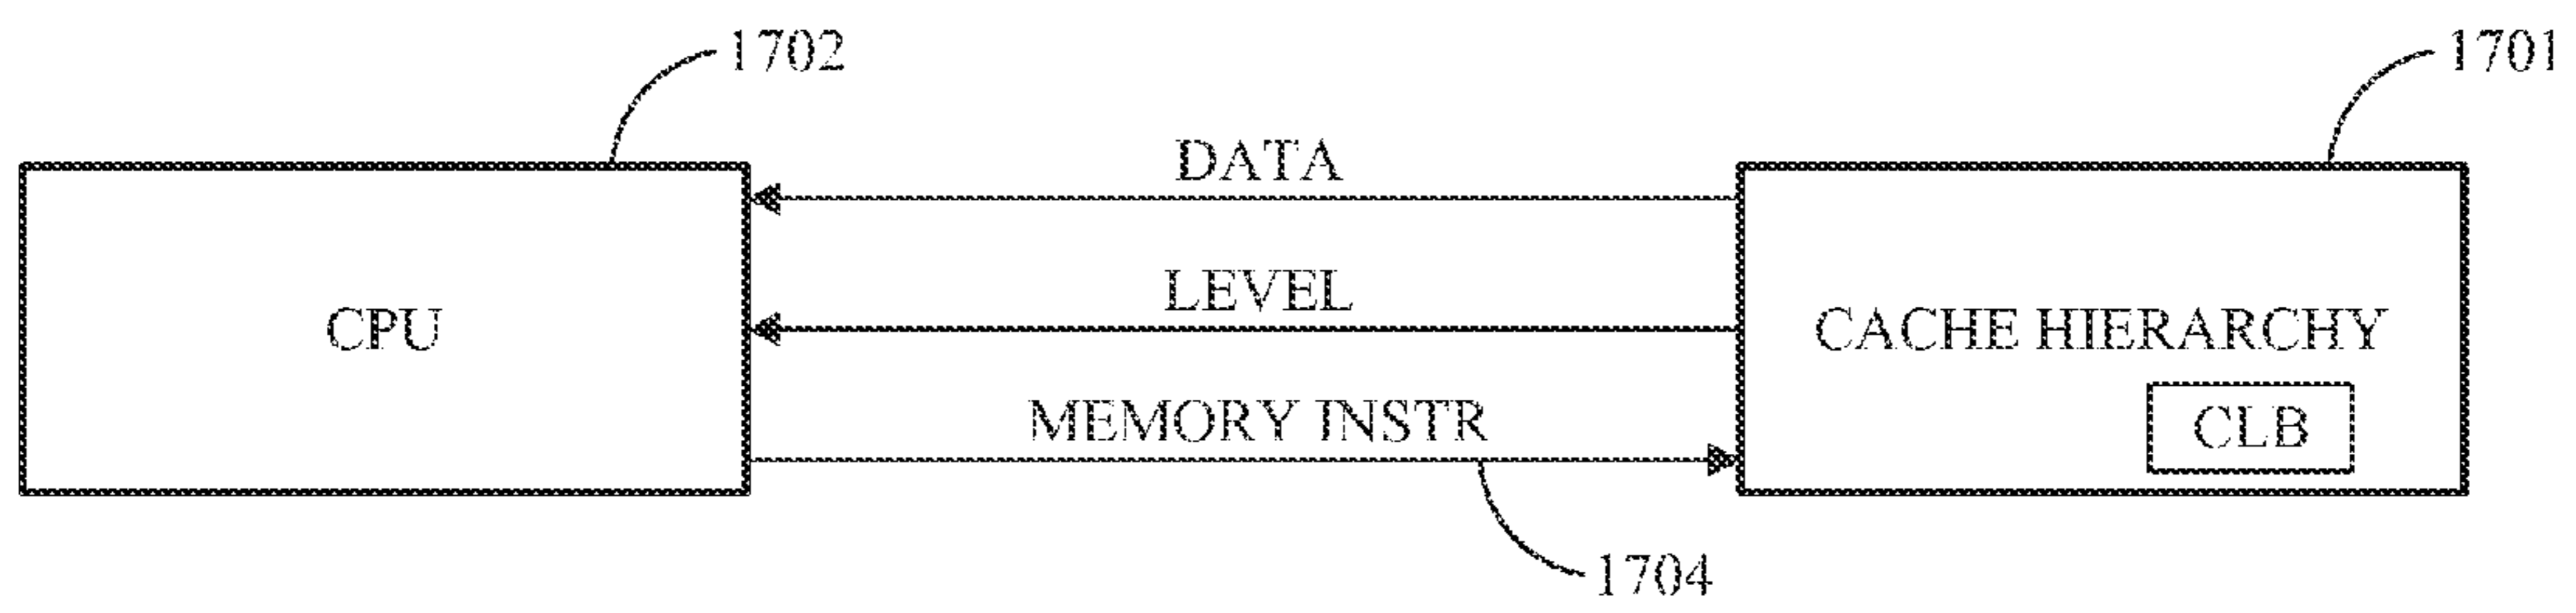 1702
1701
DATA
LEVEL
CPU
CACHE HIERARCHY
MEMORY INSTR
CLB
1704